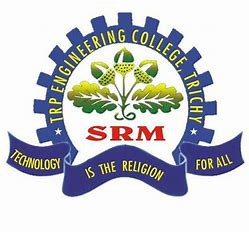 TRP ENGINEERING COLLEGE, TRICHY
SRM
TECHNOLOGY IS THE RELIGION FOR ALL